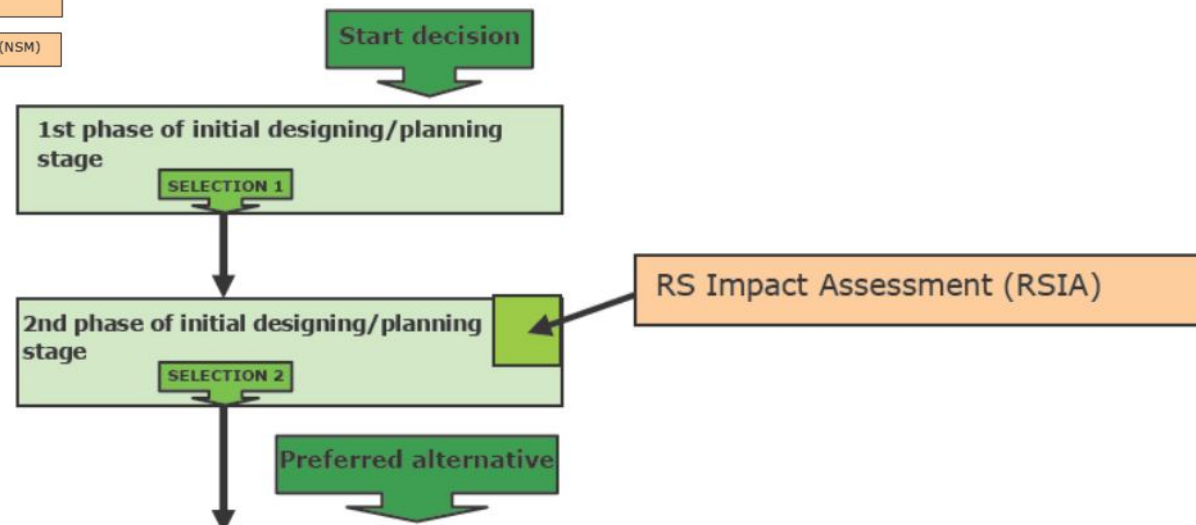 (NSM)
Start decision
1st phase of initial designing/planning
stage
SELECTION 1
RS Impact Assessment (RSIA)
2nd phase of initial designing/planning
stage
SELECTION 2
Preferred alternative